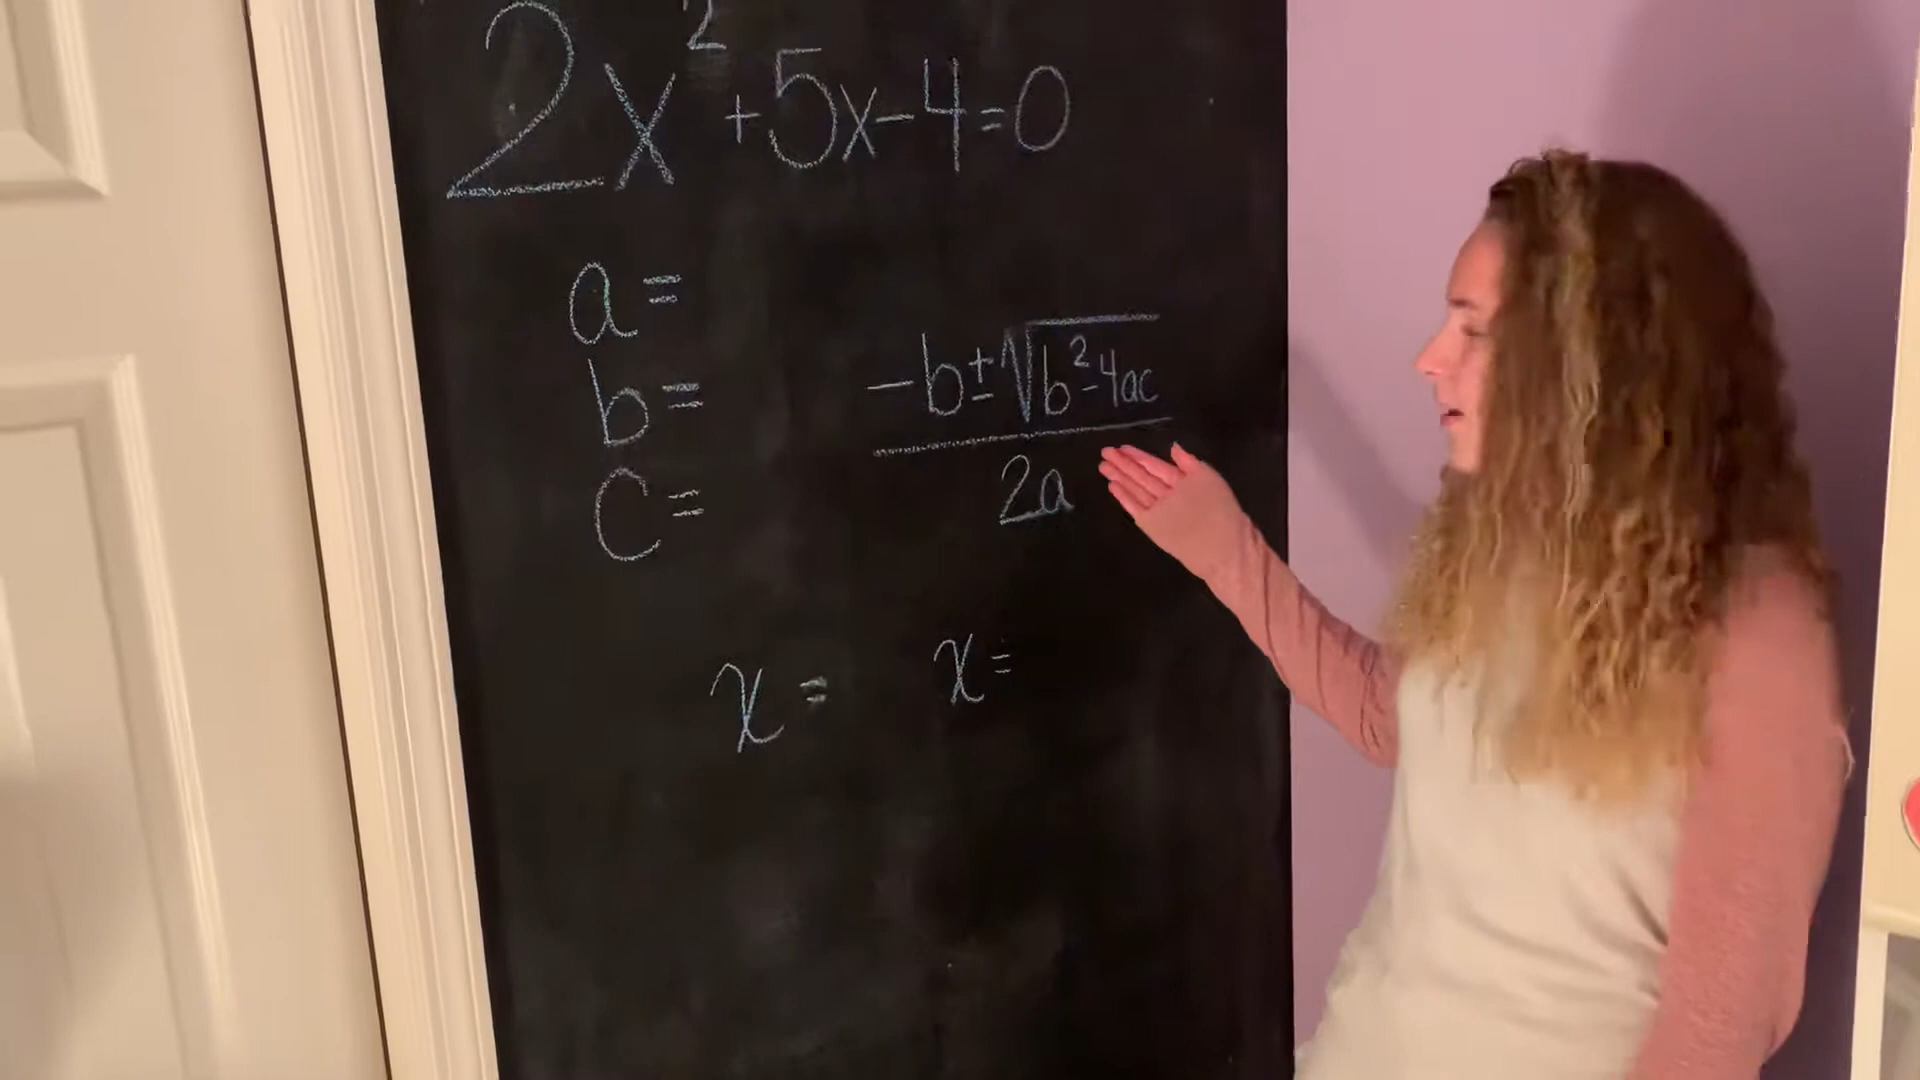 2x²+5x-4=0
a=
b=
c=
-b±√b²-4ac
2a
x = x=